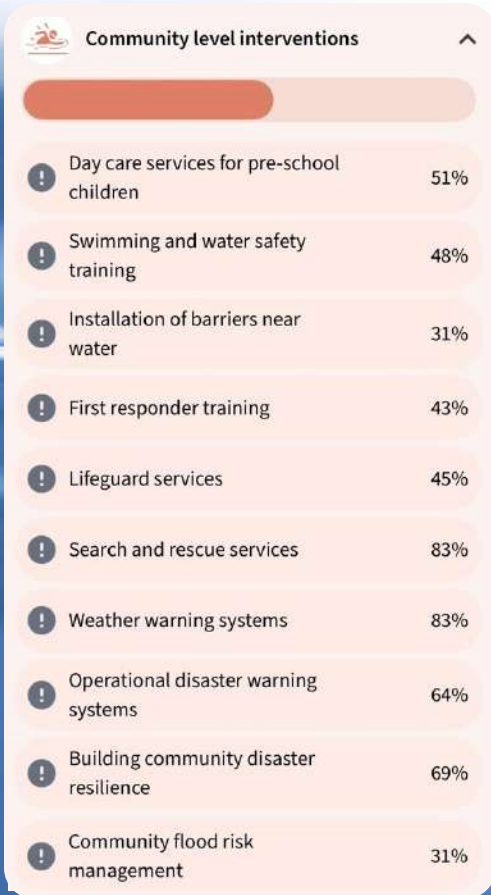 Community level interventions
Day care services for pre-school
children
51%
Swimming and water safety
training
48%
Installation of barriers near
water
31%
First responder training
43%
Lifeguard services
45%
Search and rescue services
83%
Weather warning systems
83%
Operational disaster warning
systems
64%
Building community disaster
resilience
69%
Community flood risk
management
31%